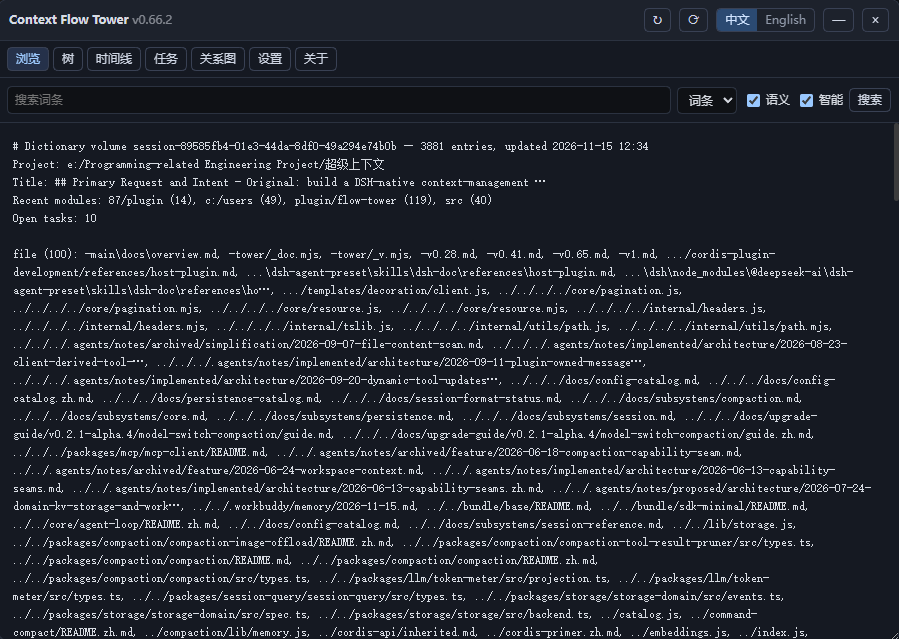 Context Flow Tower v0.66.2
↻ ⟳ 中文 English — ×
浏览 树 时间线 任务 关系图 设置 关于
搜索词条 词条 语义 智能 搜索
# Dictionary volume session-89585fb4-01e3-44da-8df0-49a294e74b0b — 3881 entries, updated 2026-11-15 12:34
Project: e:/Programming-related Engineering Project/超级上下文
Title: ## Primary Request and Intent - Original: build a DSH-native context-management …
Recent modules: 87/plugin (14), c:/users (49), plugin/flow-tower (119), src (40)
Open tasks: 10
file (100): -main\docs\overview.md, -tower/_doc.mjs, -tower/_v.mjs, -v0.28.md, -v0.41.md, -v0.65.md, -v1.md, .../cordis-plugin-
development/references/host-plugin.md, ...\dsh-agent-preset\skills\dsh-doc\references\host-plugin.md, ...\dsh\node_modules\@deepseek-ai\dsh-
agent-preset\skills\dsh-doc\references\ho…, .../templates/decoration/client.js, ../../../../core/pagination.js,
../../../../core/pagination.mjs, ../../../../core/resource.js, ../../../../core/resource.mjs, ../../../../internal/headers.js,
../../../../internal/headers.mjs, ../../../../internal/tslib.js, ../../../../internal/utils/path.js, ../../../../internal/utils/path.mjs,
../../../.agents/notes/archived/simplification/2026-09-07-file-content-scan.md, ../../../.agents/notes/implemented/architecture/2026-08-23-
client-derived-tool-…, ../../../.agents/notes/implemented/architecture/2026-09-11-plugin-owned-message…,
../../../.agents/notes/implemented/architecture/2026-09-20-dynamic-tool-updates…, ../../../docs/config-catalog.md, ../../../docs/config-
catalog.zh.md, ../../../docs/persistence-catalog.md, ../../../docs/session-format-status.md, ../../../docs/subsystems/compaction.md,
../../../docs/subsystems/core.md, ../../../docs/subsystems/persistence.md, ../../../docs/subsystems/session.md, ../../../docs/upgrade-
guide/v0.2.1-alpha.4/model-switch-compaction/guide.md, ../../../docs/upgrade-guide/v0.2.1-alpha.4/model-switch-compaction/guide.zh.md,
../../../packages/mcp/mcp-client/README.md, ../../.agents/notes/archived/feature/2026-06-18-compaction-capability-seam.md,
../../.agents/notes/archived/feature/2026-06-24-workspace-context.md, ../../.agents/notes/implemented/architecture/2026-06-13-capability-
seams.md, ../../.agents/notes/implemented/architecture/2026-06-13-capability-seams.zh.md, ../../.agents/notes/proposed/architecture/2026-07-24-
domain-kv-storage-and-work…, ../../.workbuddy/memory/2026-11-15.md, ../../bundle/base/README.md, ../../bundle/sdk-minimal/README.md,
../../core/agent-loop/README.zh.md, ../../docs/config-catalog.md, ../../docs/subsystems/session-reference.md, ../../lib/storage.js,
../../packages/compaction/compaction-image-offload/README.zh.md, ../../packages/compaction/compaction-tool-result-pruner/src/types.ts,
../../packages/compaction/compaction/README.md, ../../packages/compaction/compaction/README.zh.md,
../../packages/compaction/compaction/src/types.ts, ../../packages/llm/token-meter/src/projection.ts, ../../packages/llm/token-
meter/src/types.ts, ../../packages/session-query/session-query/src/types.ts, ../../packages/storage/storage-domain/src/events.ts,
../../packages/storage/storage-domain/src/spec.ts, ../../packages/storage/storage/src/backend.ts, ../catalog.js, ../command-
compact/README.zh.md, ../compaction/lib/memory.js, ../cordis-api/inherited.md, ../cordis-primer.zh.md, ../embeddings.js, ../index.js,